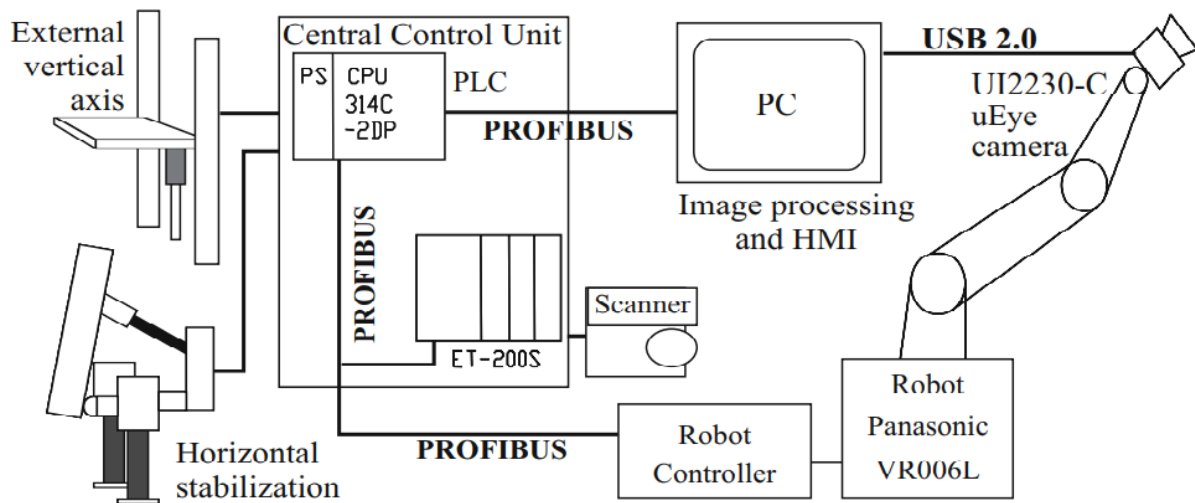 External
vertical
axis
Central Control Unit
PS
CPU
314C
-2DP
PLC
PROFIBUS
PC
Image processing
and HMI
USB 2.0
UI2230-C
uEye
camera
PROFIBUS
ET-200S
Scanner
Horizontal
stabilization
PROFIBUS
Robot
Controller
Robot
Panasonic
VR006L